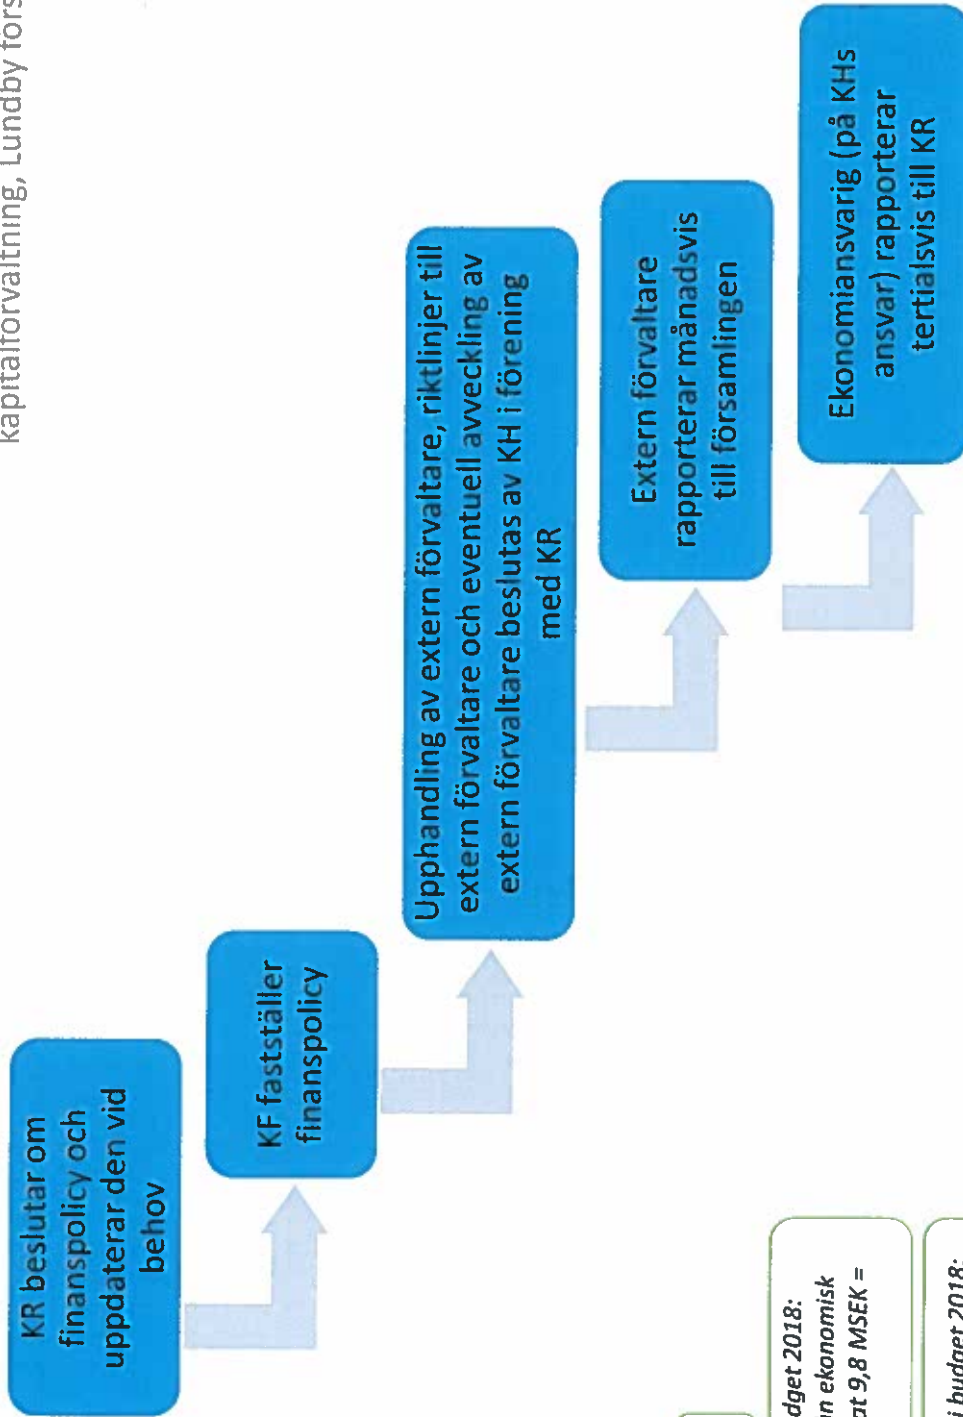 kapitalförvaltning, Lundby förs
KR beslutar om
finanspolicy och
uppdaterar den vid
behov
KF fastställer
finanspolicy
Upphandling av extern förvaltare, riktlinjer till
extern förvaltare och eventuell avveckling av
extern förvaltare beslutas av KH i förening
med KR
Extern förvaltare
rapporterar månadsvis
till församlingen
Ekonomiansvarig (på KHs
ansvar) rapporterar
tertialsvis till KR
dget 2018:
n ekonomisk
at 9,8 MSEK =
i budget 2018: